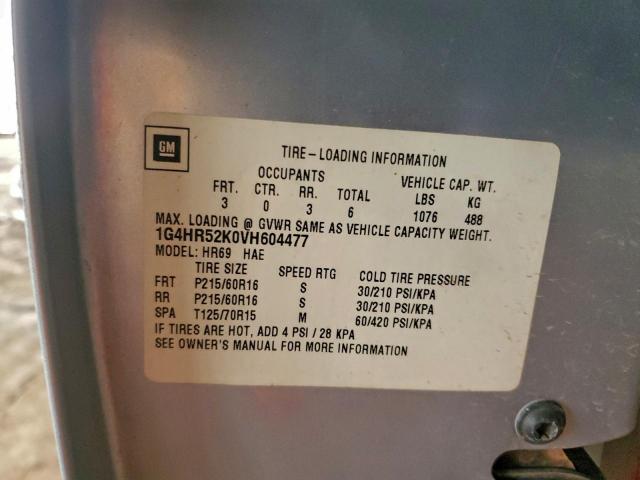 GM
TIRE-LOADING INFORMATION
OCCUPANTS VEHICLE CAP. WT.
FRT. CTR. RR. TOTAL LBS KG
3 0 3 6 1076 488
MAX. LOADING @ GVWR SAME AS VEHICLE CAPACITY WEIGHT.
1G4HR52K0VH604477
MODEL: HR69 HAE
TIRE SIZE SPEED RTG COLD TIRE PRESSURE
FRT P215/60R16 S 30/210 PSI/KPA
RR P215/60R16 S 30/210 PSI/KPA
SPA T125/70R15 M 60/420 PSI/KPA
IF TIRES ARE HOT, ADD 4 PSI / 28 KPA
SEE OWNER'S MANUAL FOR MORE INFORMATION